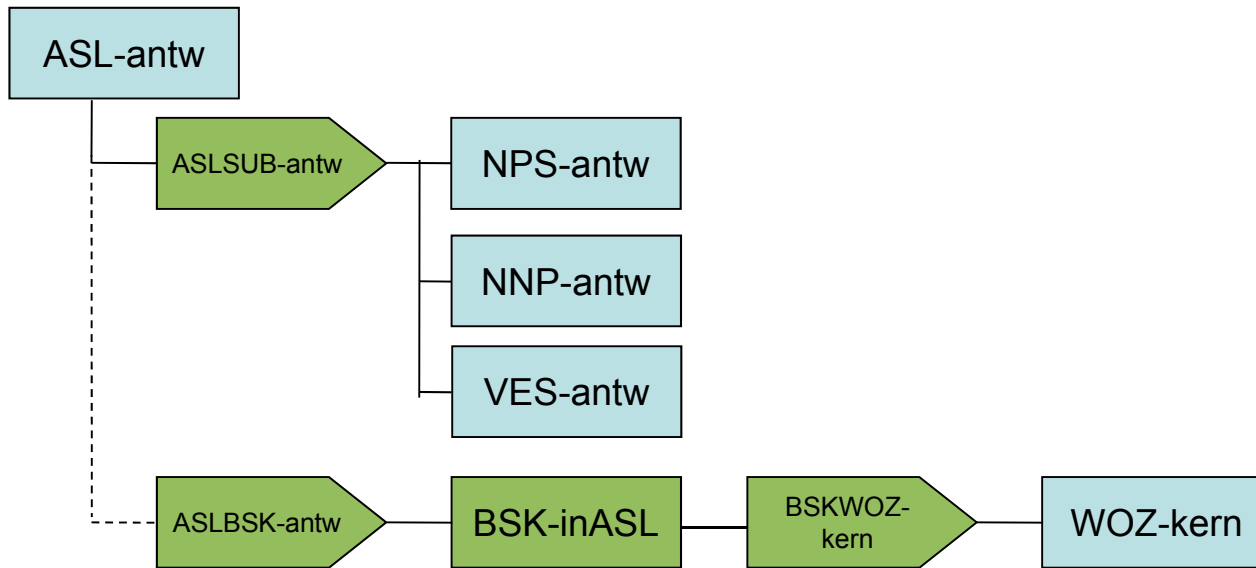 ASL-antw
ASLSUB-antw
NPS-antw
NNP-antw
VES-antw
ASLBSK-antw
BSK-inASL
BSKWOZ-
kern
WOZ-kern